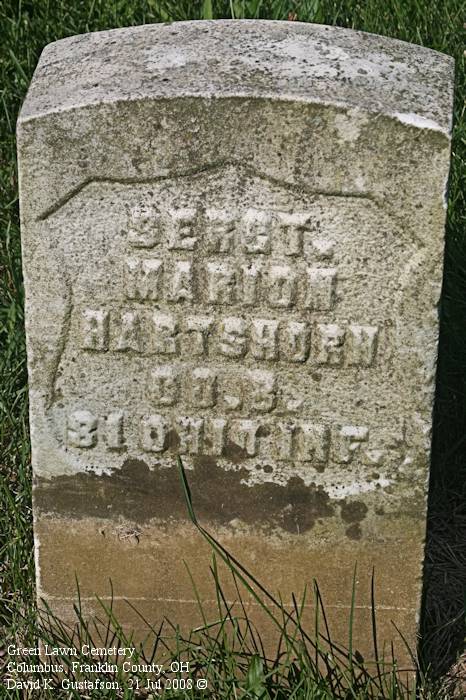 SERGT.
MARION
HARTSHORN
CO. B.
81 OHIO INF.
Green Lawn Cemetery
Columbus, Franklin County, OH
David K. Gustafson, 21 Jul 2008 ©